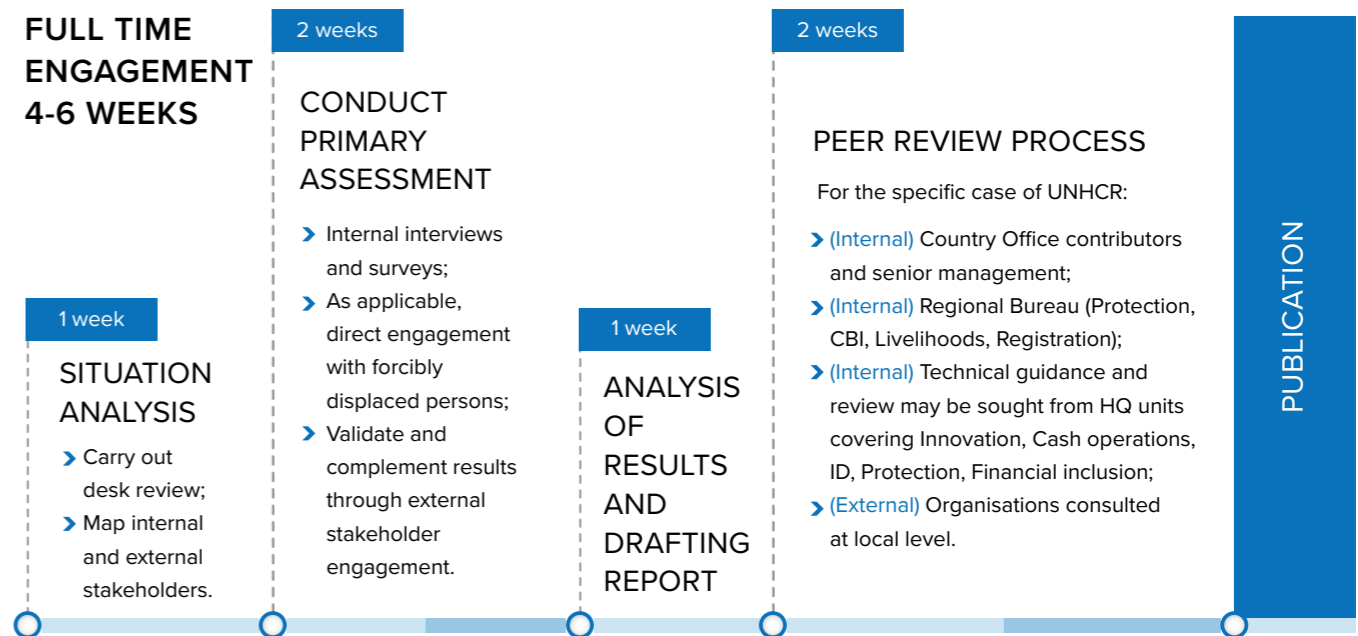 FULL TIME
ENGAGEMENT
4-6 WEEKS
1 week
SITUATION
ANALYSIS
Carry out
desk review;
Map internal
and external
stakeholders.
2 weeks
CONDUCT
PRIMARY
ASSESSMENT
Internal interviews
and surveys;
As applicable,
direct engagement
with forcibly
displaced persons;
Validate and
complement results
through external
stakeholder
engagement.
1 week
ANALYSIS
OF
RESULTS
AND
DRAFTING
REPORT
2 weeks
PEER REVIEW PROCESS
For the specific case of UNHCR:
(Internal) Country Office contributors
and senior management;
(Internal) Regional Bureau (Protection,
CBI, Livelihoods, Registration);
(Internal) Technical guidance and
review may be sought from HQ units
covering Innovation, Cash operations,
ID, Protection, Financial inclusion;
(External) Organisations consulted
at local level.
PUBLICATION